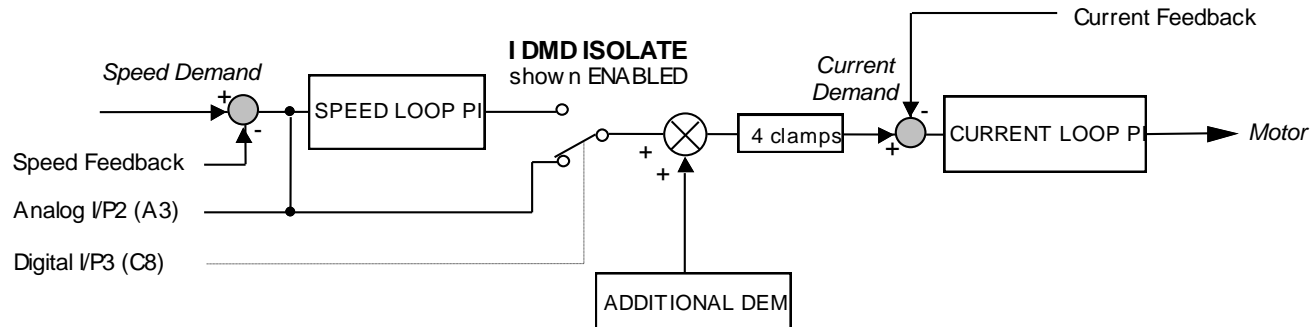 Current Feedback
I DMD ISOLATE
Speed Demand
show n ENABLED
Current
Demand
+
-
+
-
SPEED LOOP PI
4 clamps
+
CURRENT LOOP PI
Motor
Speed Feedback
+
+
Analog I/P2 (A3)
Digital I/P3 (C8)
ADDITIONAL DEM